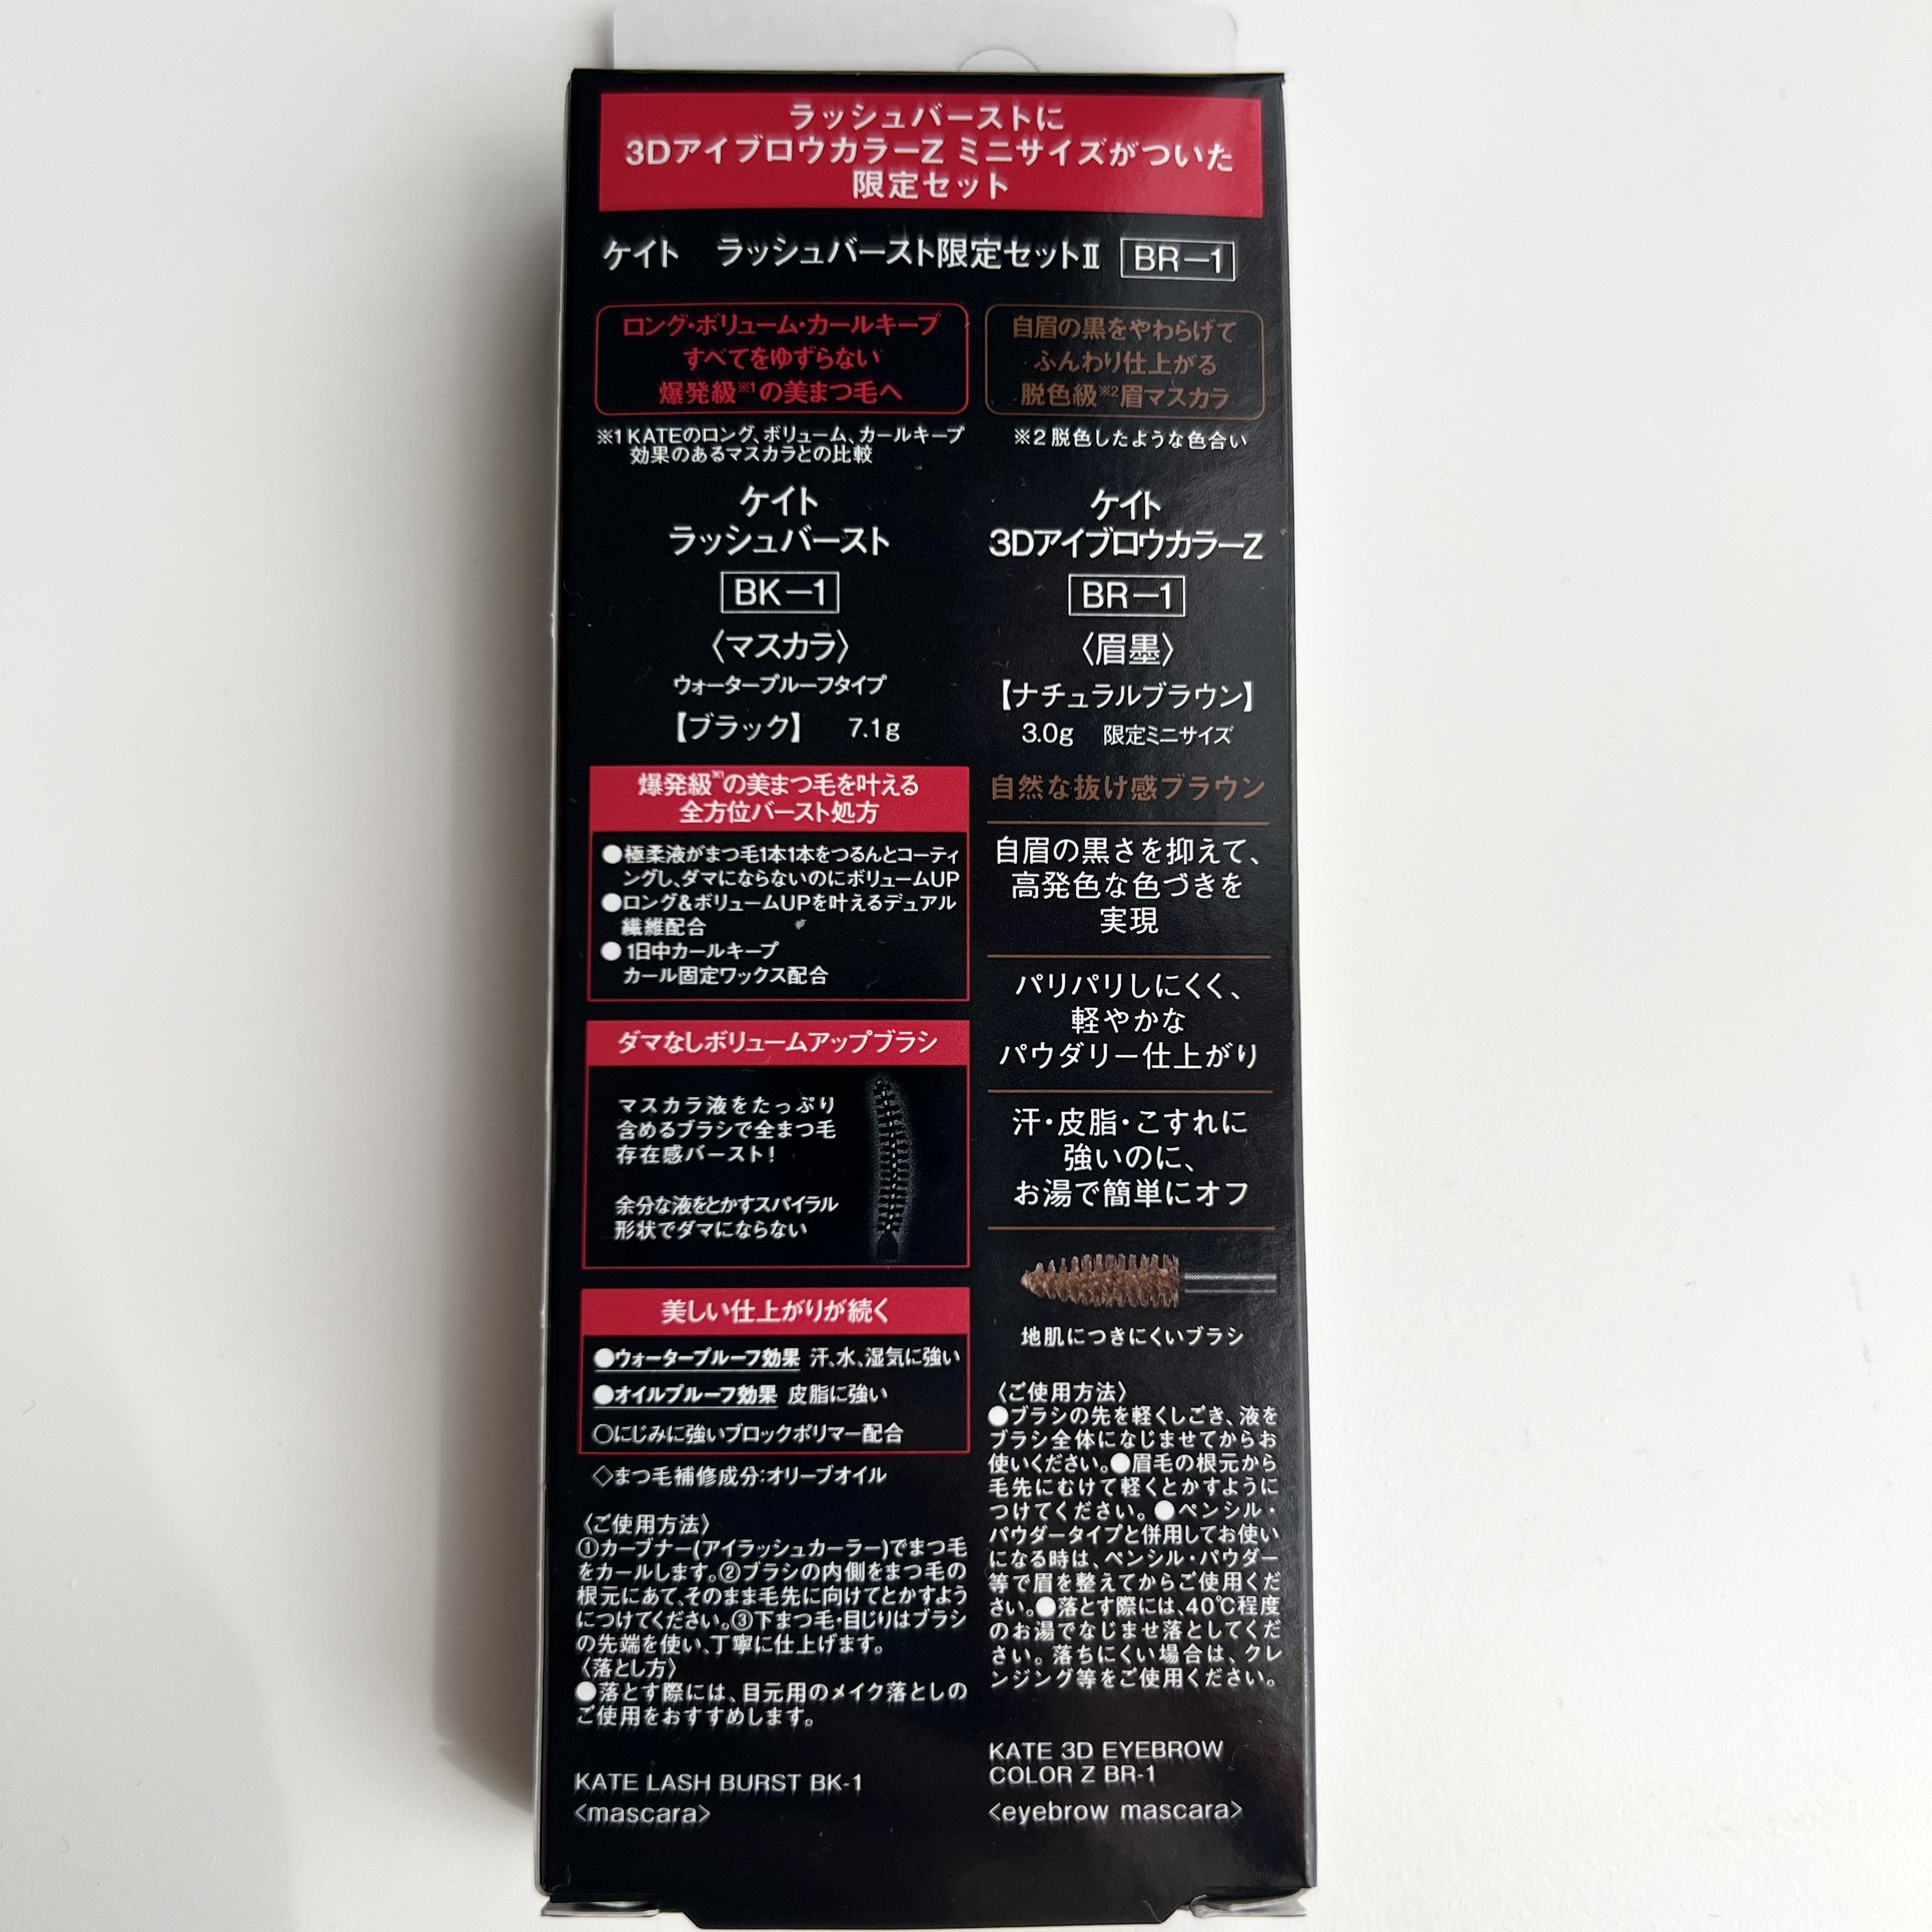 ラッシュバーストに
3DアイブロウカラーZ ミニサイズがついた
限定セット
ケイト ラッシュバースト限定セットⅡ BR−1
ロング・ボリューム・カールキープ
すべてをゆずらない
爆発級※1の美まつ毛へ
※1 KATEのロング、ボリューム、カールキープ
効果のあるマスカラとの比較
ケイト
ラッシュバースト
BK−1
〈マスカラ〉
ウォータープルーフタイプ
【ブラック】 7.1g
爆発級※1の美まつ毛を叶える
全方位バースト処方
●極柔液がまつ毛1本1本をつるんとコーティ
ングし、ダマにならないのにボリュームUP
●ロング&ボリュームUPを叶えるデュアル
繊維配合
●1日中カールキープ
カール固定ワックス配合
ダマなしボリュームアップブラシ
マスカラ液をたっぷり
含めるブラシで全まつ毛
存在感バースト!
余分な液をとかすスパイラル
形状でダマにならない
美しい仕上がりが続く
●ウォータープルーフ効果 汗、水、湿気に強い
●オイルプルーフ効果 皮脂に強い
○にじみに強いブロックポリマー配合
◇まつ毛補修成分:オリーブオイル
〈ご使用方法〉
①カーブナー(アイラッシュカーラー)でまつ毛
をカールします。②ブラシの内側をまつ毛の
根元にあて、そのまま毛先に向けてとかすよう
につけてください。③下まつ毛・目じりはブラシ
の先端を使い、丁寧に仕上げます。
〈落とし方〉
●落とす際には、目元用のメイク落としの
ご使用をおすすめします。
KATE LASH BURST BK-1
<mascara>
自眉の黒をやわらげて
ふんわり仕上がる
脱色級※2眉マスカラ
※2 脱色したような色合い
ケイト
3DアイブロウカラーZ
BR−1
〈眉墨〉
【ナチュラルブラウン】
3.0g 限定ミニサイズ
自然な抜け感ブラウン
自眉の黒さを抑えて、
高発色な色づきを
実現
パリパリしにくく、
軽やかな
パウダリー仕上がり
汗・皮脂・こすれに
強いのに、
お湯で簡単にオフ
地肌につきにくいブラシ
〈ご使用方法〉
●ブラシの先を軽くしごき、液を
ブラシ全体になじませてからお
使いください。●眉毛の根元から
毛先にむけて軽くとかすように
つけてください。●ペンシル・
パウダータイプと併用してお使い
になる時は、ペンシル・パウダー
等で眉を整えてからご使用くだ
さい。●落とす際には、40℃程度
のお湯でなじませ落としてくだ
さい。落ちにくい場合は、クレ
ンジング等をご使用ください。
KATE 3D EYEBROW
COLOR Z BR-1
<eyebrow mascara>